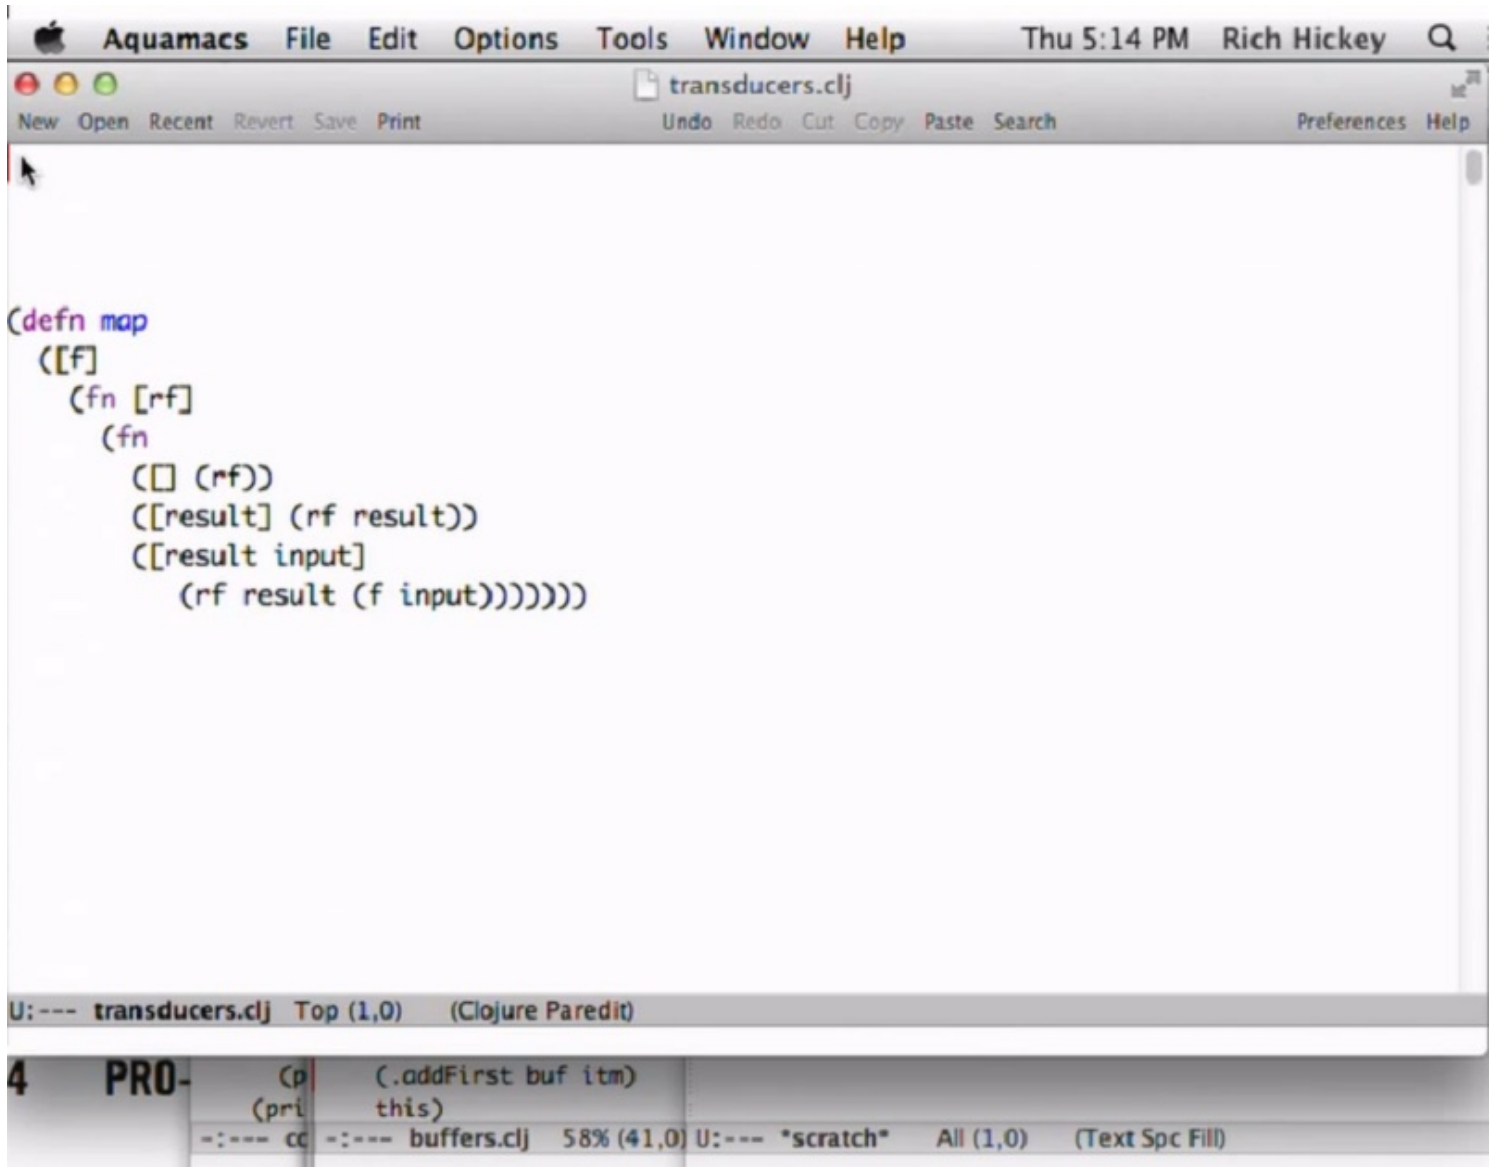 Aquamacs File Edit Options Tools Window Help Thu 5:14 PM Rich Hickey
transducers.clj
New Open Recent Revert Save Print Undo Redo Cut Copy Paste Search Preferences Help
(defn map
([f]
(fn [rf]
(fn
([] (rf))
([result] (rf result))
([result input]
(rf result (f input)))))))
U:--- transducers.clj Top (1,0) (Clojure Paredit)
4 PRO- (p (.addFirst buf itm)
(pri this)
-:--- cc -:--- buffers.clj 58% (41,0) U:--- *scratch* All (1,0) (Text Spc Fill)